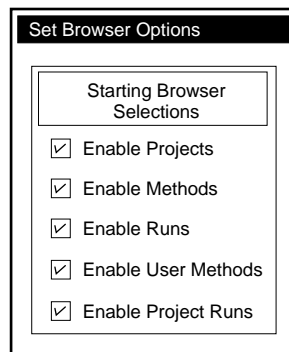 Set Browser Options
Starting Browser
Selections
Enable Projects
Enable Methods
Enable Runs
Enable User Methods
Enable Project Runs